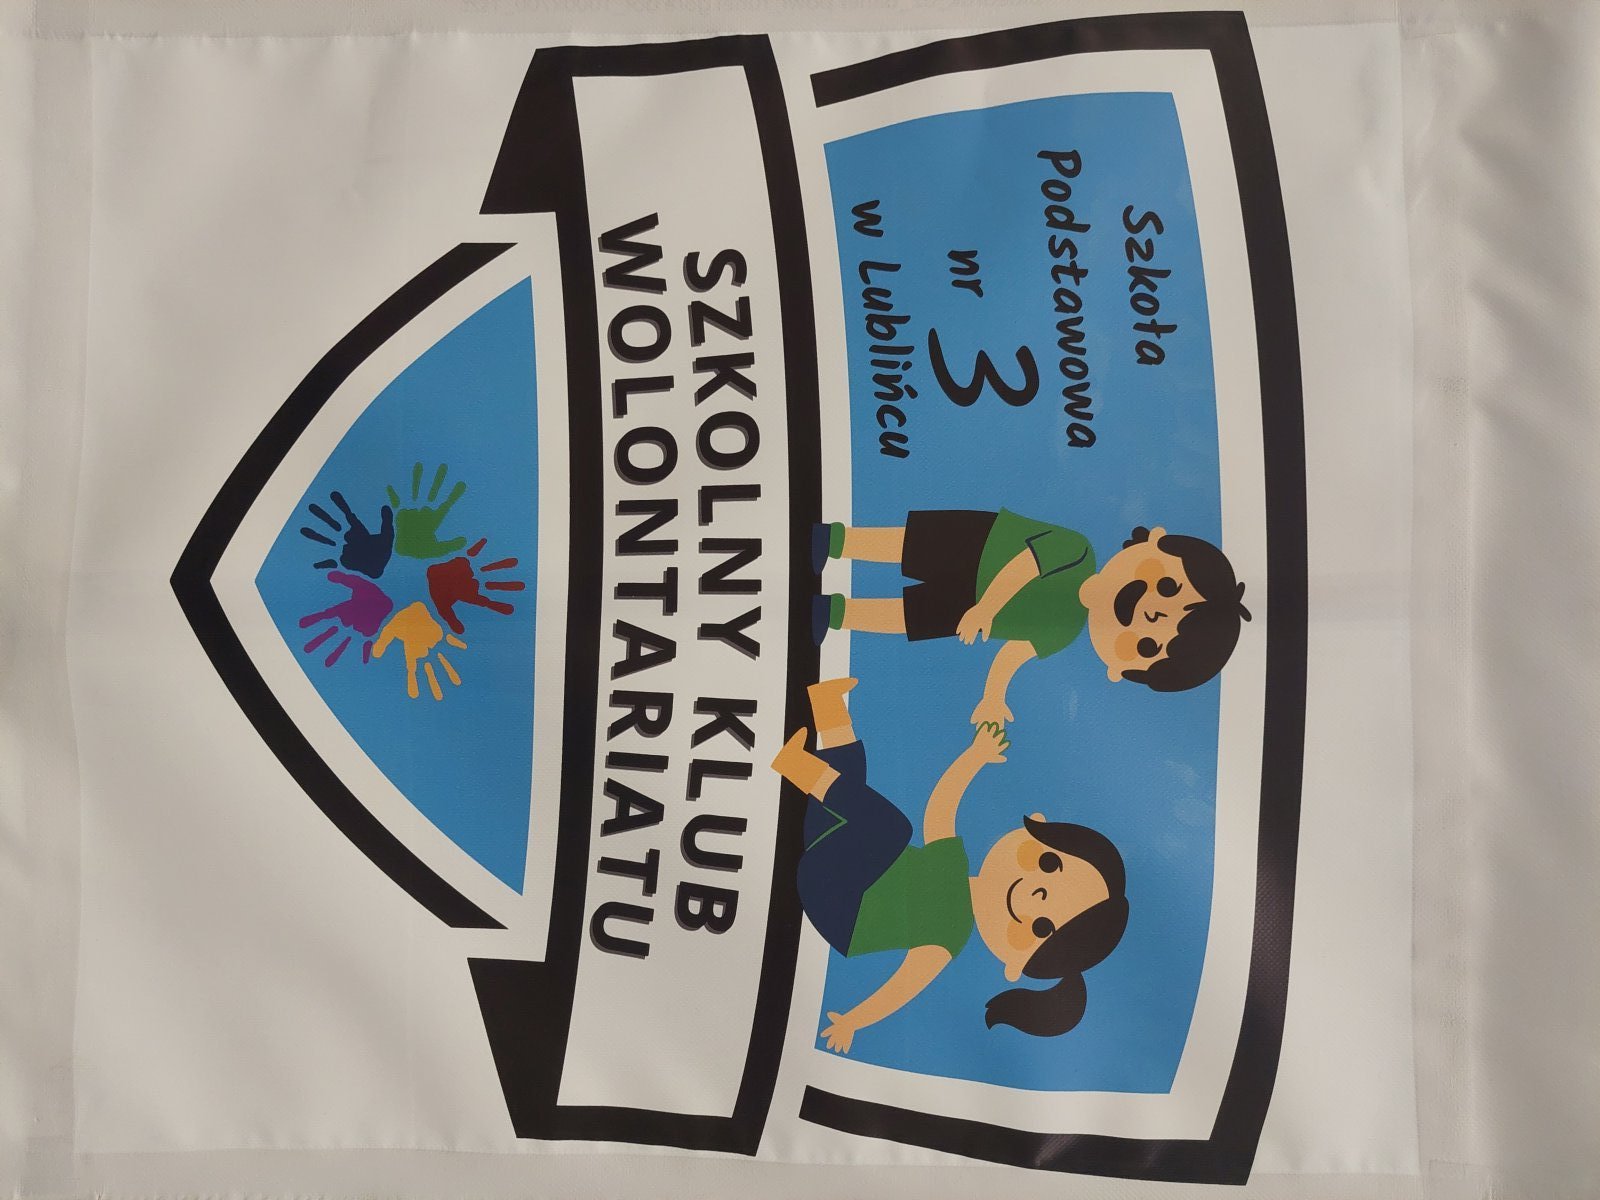 Szkoła
Podstawowa
nr 3
w Lublińcu
SZKOLNY KLUB
WOLONTARIATU